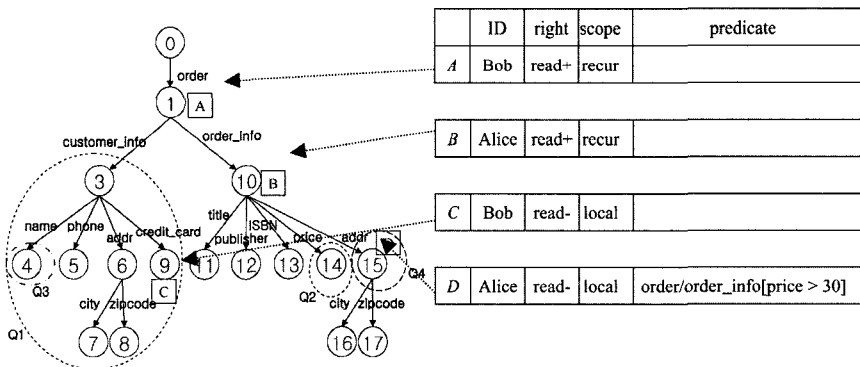 0
order
1
A
customer_info
order_info
3
10
B
name
phone
addr
credit_card
title
publisher
ISBN
price
addr
D
4
5
6
9
11
12
13
14
15
Q3
C
Q2
Q4
city
zipcode
city
zipcode
Q1
7
8
16
17
ID right scope predicate
A Bob read+ recur
B Alice read+ recur
C Bob read- local
D Alice read- local order/order_info[price > 30]